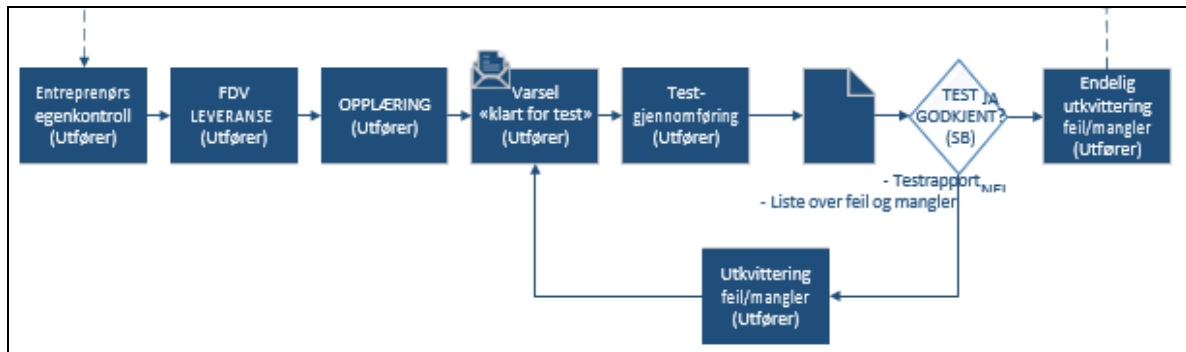 Entreprenørs
egenkontroll
(Utfører)
FDV
LEVERANSE
(Utfører)
OPPLÆRING
(Utfører)
Varsel
«klart for test»
(Utfører)
Test-
gjennomføring
(Utfører)
TEST
GODKJENT?
(SB)
JA
Endelig
utkvittering
feil/mangler
(Utfører)
- Testrapport
NEI
- Liste over feil og mangler
Utkvittering
feil/mangler
(Utfører)